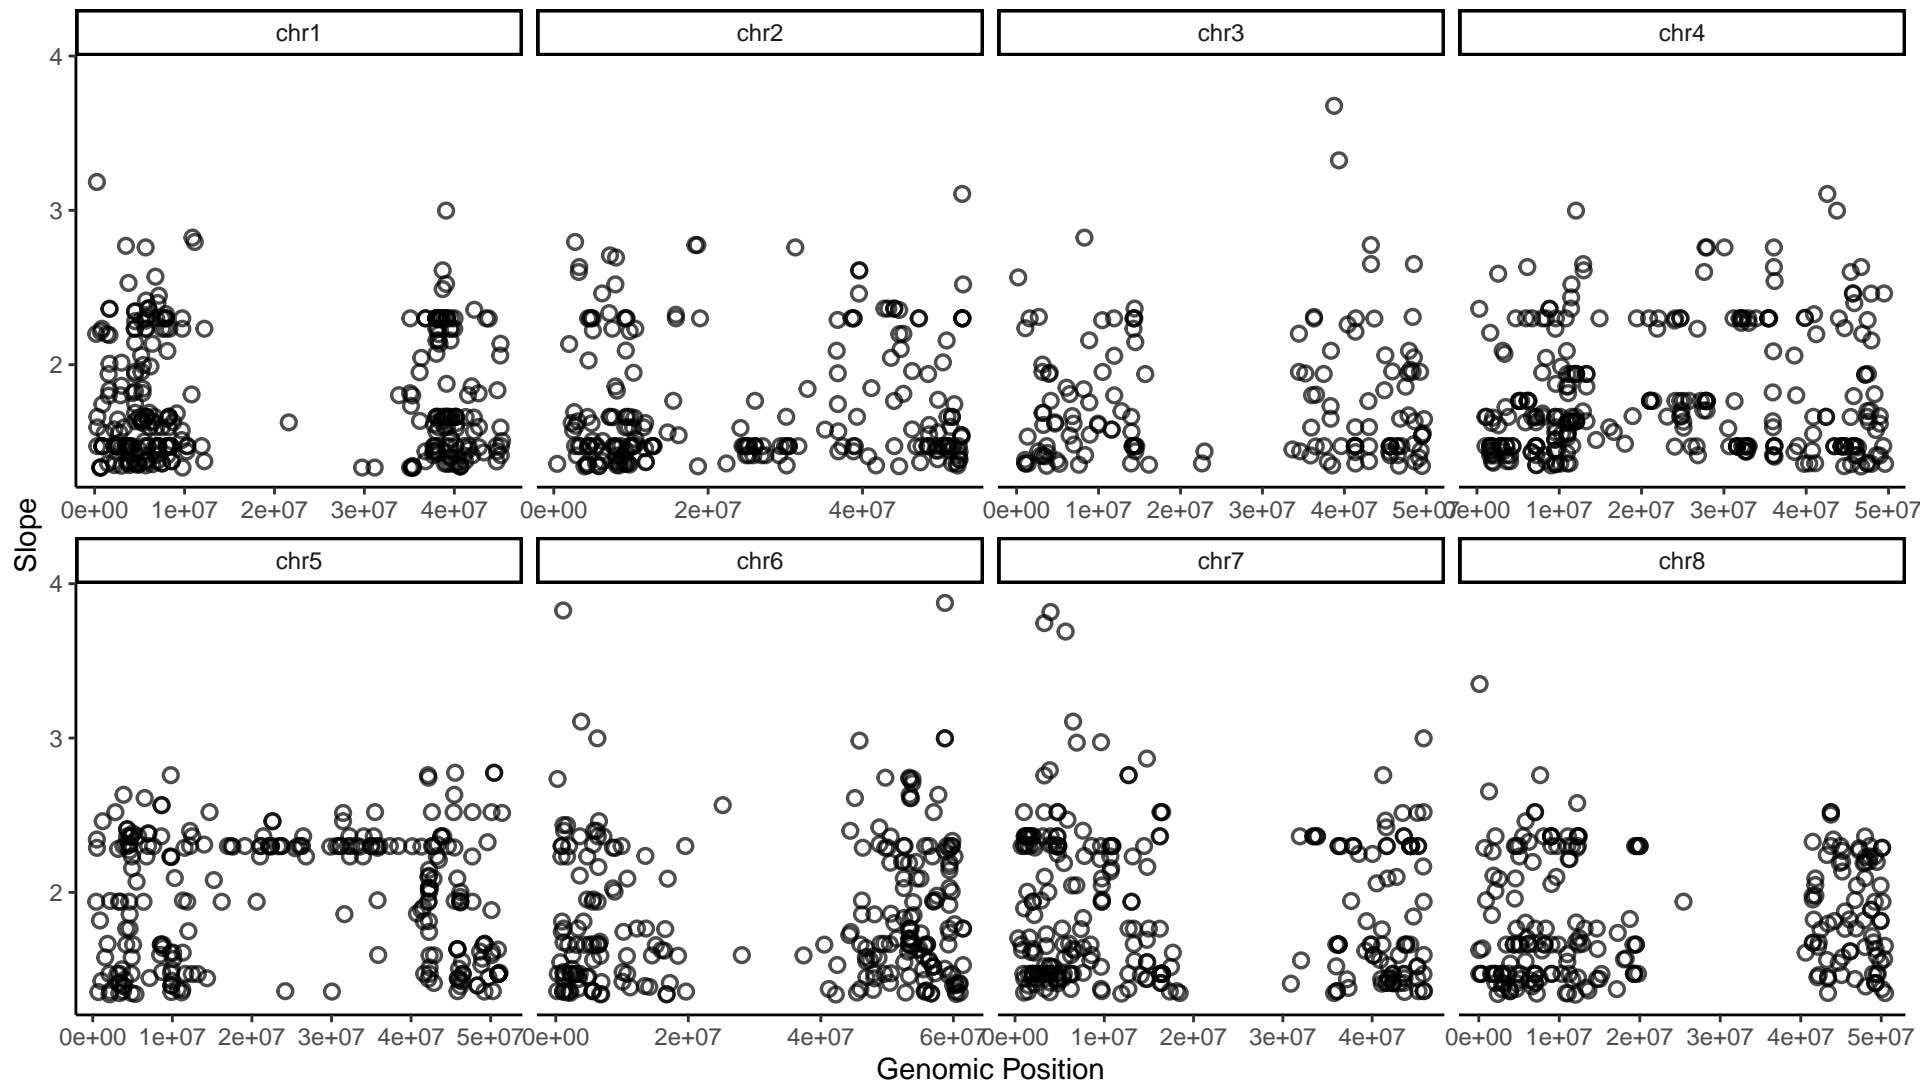 chr1 chr2 chr3 chr4
4
3
2
0e+00 1e+07 2e+07 3e+07 4e+07 0e+00 2e+07 4e+07 0e+00 1e+07 2e+07 3e+07 4e+07 5e+07 0e+00 1e+07 2e+07 3e+07 4e+07 5e+07
Slope
chr5 chr6 chr7 chr8
4
3
2
0e+00 1e+07 2e+07 3e+07 4e+07 5e+07 0e+00 2e+07 4e+07 6e+07 0e+00 1e+07 2e+07 3e+07 4e+07 0e+00 1e+07 2e+07 3e+07 4e+07 5e+07
Genomic Position